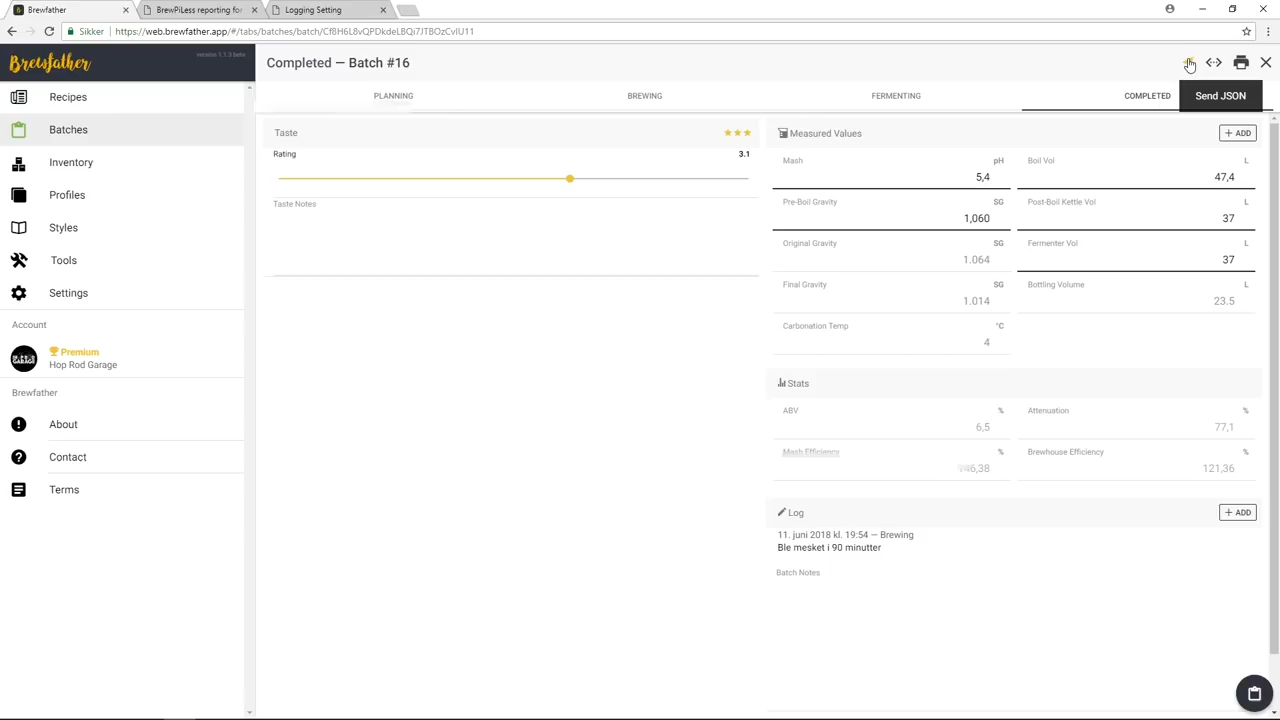 Brewfather
BrewPiLess reporting for
Logging Setting
Sikker
https://web.brewfather.app/#/tabs/batches/batch/Cf8H6L8vQPDkdeLBQi7JTBOzCvIU11
Brewfather
version 1.1.3 beta
Completed — Batch #16
PLANNING
BREWING
FERMENTING
COMPLETED
Send JSON
Recipes
Batches
Inventory
Profiles
Styles
Tools
Settings
Account
Premium
Hop Rod Garage
Brewfather
About
Contact
Terms
Taste
Rating
3.1
Taste Notes
Measured Values
+ ADD
Mash pH
5,4
Boil Vol L
47,4
Pre-Boil Gravity SG
1,060
Post-Boil Kettle Vol L
37
Original Gravity SG
1.064
Fermenter Vol L
37
Final Gravity SG
1.014
Bottling Volume L
23.5
Carbonation Temp °C
4
Stats
ABV %
6,5
Attenuation %
77,1
Mash Efficiency %
Brewhouse Efficiency %
121,36
Log
+ ADD
11. juni 2018 kl. 19:54 — Brewing
Ble mesket i 90 minutter
Batch Notes